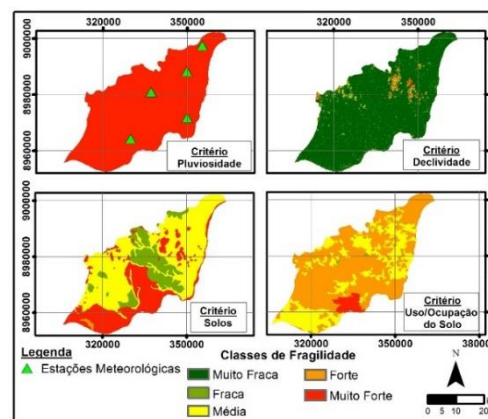 320000 350000 320000 350000
9000000
8980000
8960000
Critério
Pluviosidade
Critério
Declividade
9000000
8980000
8960000
Critério
Solos
Critério
Uso/Ocupação
do Solo
320000 350000 320000 350000 38000
Legenda
Estações Meteorológicas
Classes de Fragilidade
Muito Fraca
Fraca
Média
Forte
Muito Forte
N
0 10 20